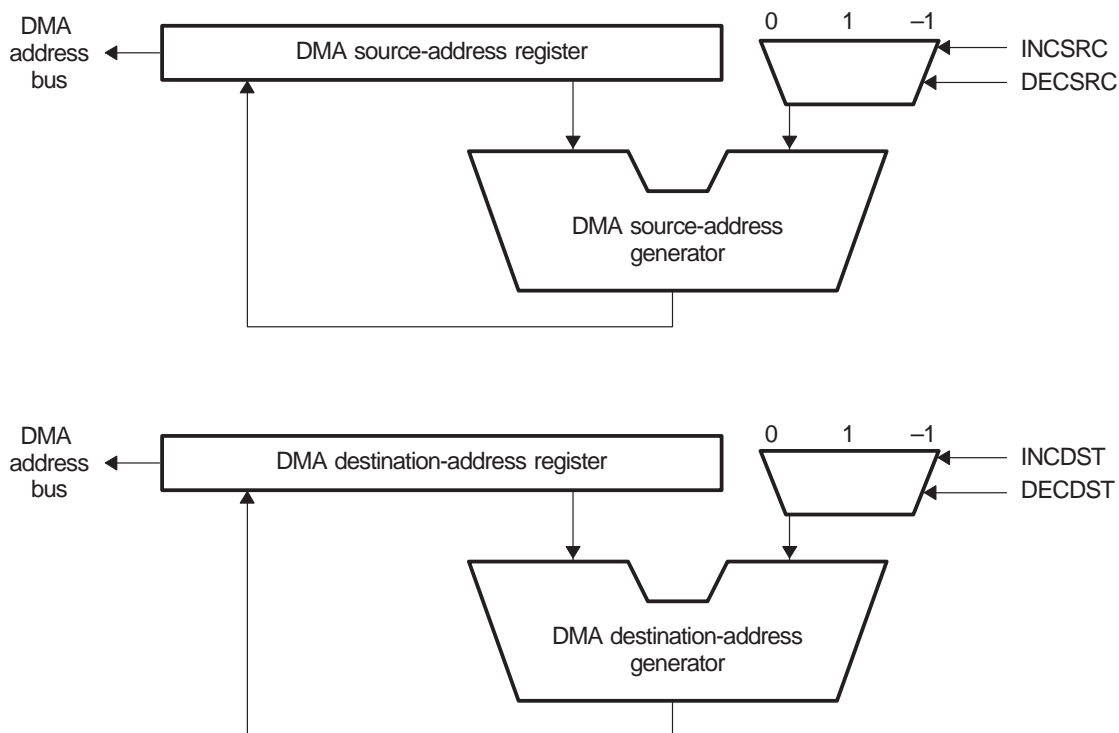 DMA
address
bus
DMA source-address register
0 1 –1
INCSRC
DECSRC
DMA source-address
generator
DMA
address
bus
DMA destination-address register
0 1 –1
INCDST
DECDST
DMA destination-address
generator